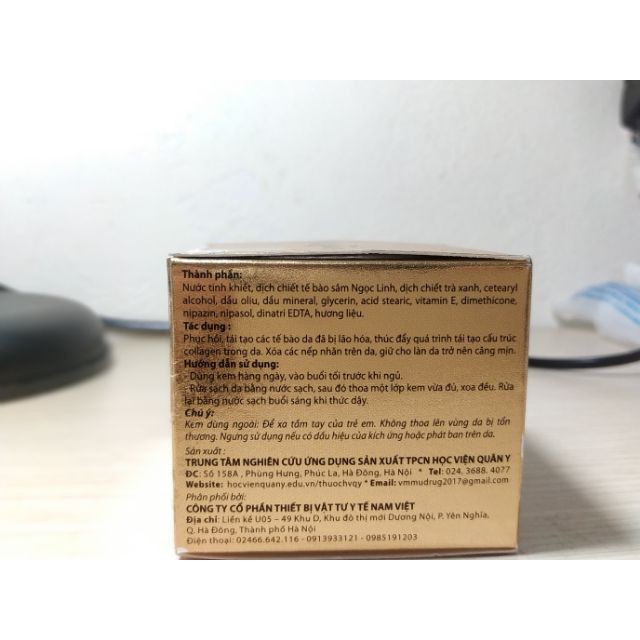 Thành phần:
Nước tinh khiết, dịch chiết tế bào sâm Ngọc Linh, dịch chiết trà xanh, cetearyl
alcohol, dầu oliu, dầu mineral, glycerin, acid stearic, vitamin E, dimethicone,
nipazin, nipasol, dinatri EDTA, hương liệu.
Tác dụng :
Phục hồi, tái tạo các tế bào da đã bị lão hóa, thúc đẩy quá trình tái tạo cấu trúc
collagen trong da. Xóa các nếp nhăn trên da, giữ cho làn da trở nên căng mịn.
Hướng dẫn sử dụng:
- Dùng kem hàng ngày, vào buổi tối trước khi ngủ.
- Rửa sạch da bằng nước sạch, sau đó thoa một lớp kem vừa đủ, xoa đều. Rửa
lại bằng nước sạch buổi sáng khi thức dậy.
Chú ý:
Kem dùng ngoài: Để xa tầm tay của trẻ em. Không thoa lên vùng da bị tổn
thương. Ngưng sử dụng nếu có dấu hiệu của kích ứng hoặc phát ban trên da.
Sản xuất :
TRUNG TÂM NGHIÊN CỨU ỨNG DỤNG SẢN XUẤT TPCN HỌC VIỆN QUÂN Y
ĐC: Số 158A , Phùng Hưng, Phúc La, Hà Đông, Hà Nội * Tel: 024. 3688. 4077
Website: hocvienquany.edu.vn/thuochvqy * Email: vmmudrug2017@gmail.com
Phân phối bởi:
CÔNG TY CỔ PHẦN THIẾT BỊ VẬT TƯ Y TẾ NAM VIỆT
Địa chỉ: Liền kề U05 – 49 Khu D, Khu đô thị mới Dương Nội, P. Yên Nghĩa,
Q. Hà Đông, Thành phố Hà Nội
Điện thoại: 02466.642.116 - 0913933121 - 0985191203